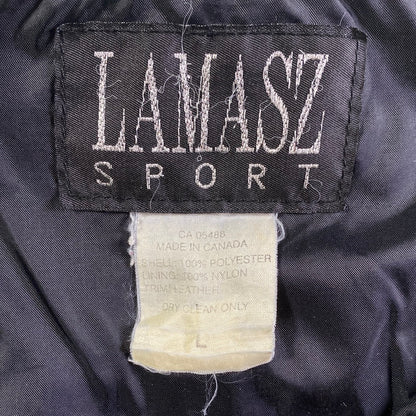 LAMASZ
SPORT
CA 05488
MADE IN CANADA
SHELL: 100% POLYESTER
LINING: 100% NYLON
TRIM: LEATHER
DRY CLEAN ONLY
L